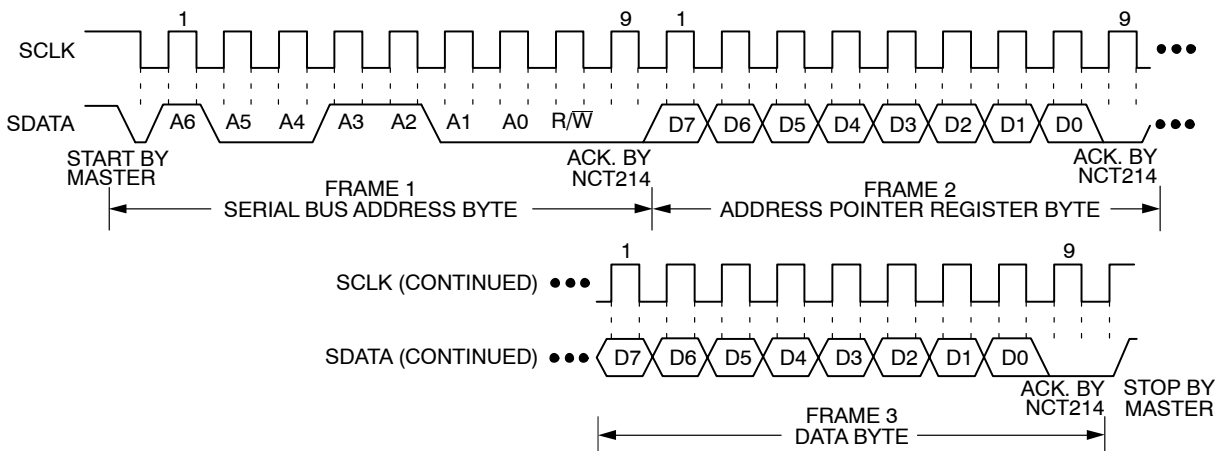 1 9 1 9
SCLK
SDATA A6 A5 A4 A3 A2 A1 A0 R/W̅ D7 D6 D5 D4 D3 D2 D1 D0
START BY
MASTER
ACK. BY
NCT214
ACK. BY
NCT214
FRAME 1
SERIAL BUS ADDRESS BYTE
FRAME 2
ADDRESS POINTER REGISTER BYTE
1 9
SCLK (CONTINUED)
SDATA (CONTINUED) D7 D6 D5 D4 D3 D2 D1 D0
ACK. BY
NCT214
STOP BY
MASTER
FRAME 3
DATA BYTE